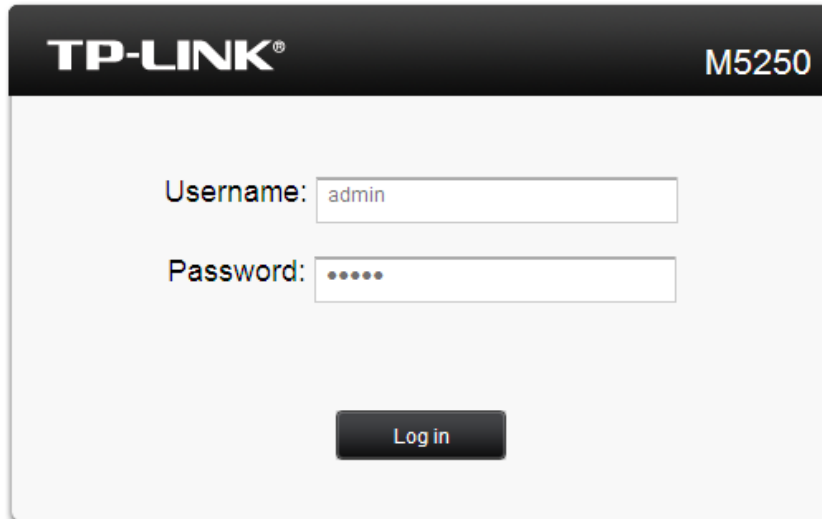 TP-LINK®
M5250
Username: admin
Password: •••••
Log in